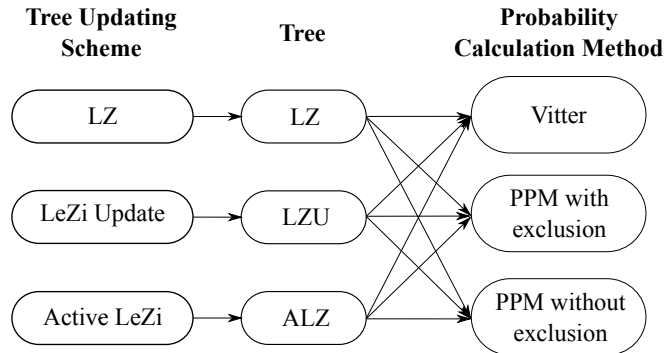 Tree Updating
Scheme
Tree
Probability
Calculation Method
LZ
LZ
Vitter
LeZi Update
LZU
PPM with
exclusion
Active LeZi
ALZ
PPM without
exclusion